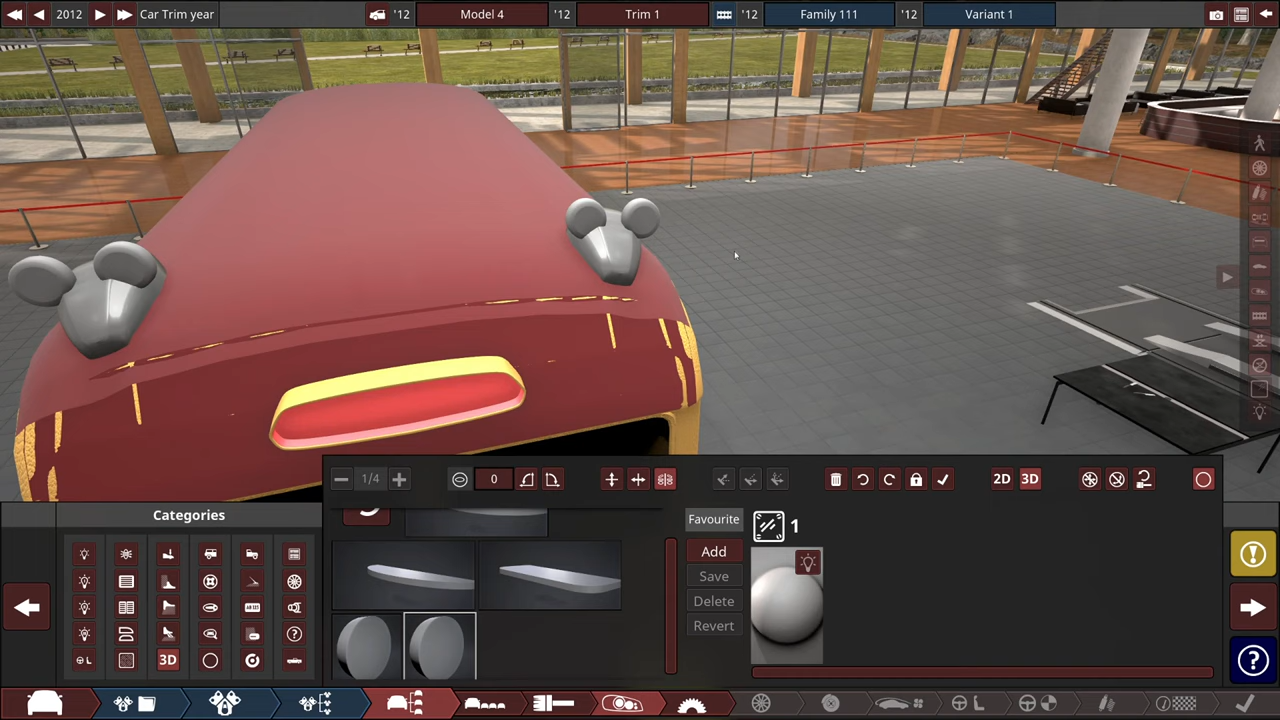 2012 Car Trim year '12 Model 4 '12 Trim 1 '12 Family 111 '12 Variant 1
1/4 0 2D 3D
Categories
Favourite 1
Add
Save
Delete
Revert
L 3D
?
L